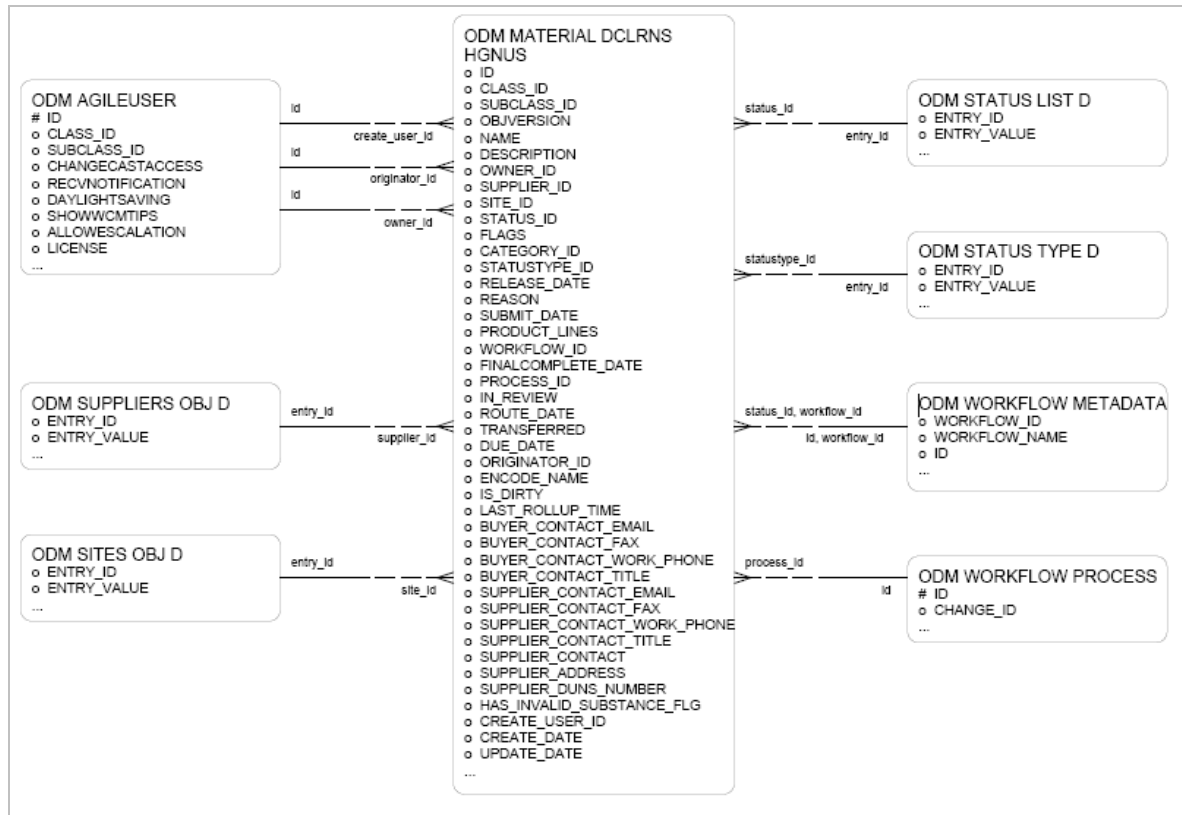 ODM AGILEUSER
# ID
o CLASS_ID
o SUBCLASS_ID
o CHANGECASTACCESS
o RECVNOTIFICATION
o DAYLIGHTSAVING
o SHOWWCMTIPS
o ALLOWESCALATION
o LICENSE
...
id
create_user_id
id
originator_id
id
owner_id
ODM SUPPLIERS OBJ D
o ENTRY_ID
o ENTRY_VALUE
...
entry_id
supplier_id
ODM SITES OBJ D
o ENTRY_ID
o ENTRY_VALUE
...
entry_id
site_id
ODM MATERIAL DCLRNS
HGNUS
o ID
o CLASS_ID
o SUBCLASS_ID
o OBJVERSION
o NAME
o DESCRIPTION
o OWNER_ID
o SUPPLIER_ID
o SITE_ID
o STATUS_ID
o FLAGS
o CATEGORY_ID
o STATUSTYPE_ID
o RELEASE_DATE
o REASON
o SUBMIT_DATE
o PRODUCT_LINES
o WORKFLOW_ID
o FINALCOMPLETE_DATE
o PROCESS_ID
o IN_REVIEW
o ROUTE_DATE
o TRANSFERRED
o DUE_DATE
o ORIGINATOR_ID
o ENCODE_NAME
o IS_DIRTY
o LAST_ROLLUP_TIME
o BUYER_CONTACT_EMAIL
o BUYER_CONTACT_FAX
o BUYER_CONTACT_WORK_PHONE
o BUYER_CONTACT_TITLE
o SUPPLIER_CONTACT_EMAIL
o SUPPLIER_CONTACT_FAX
o SUPPLIER_CONTACT_WORK_PHONE
o SUPPLIER_CONTACT_TITLE
o SUPPLIER_CONTACT
o SUPPLIER_ADDRESS
o SUPPLIER_DUNS_NUMBER
o HAS_INVALID_SUBSTANCE_FLG
o CREATE_USER_ID
o CREATE_DATE
o UPDATE_DATE
...
status_id
entry_id
ODM STATUS LIST D
o ENTRY_ID
o ENTRY_VALUE
...
statustype_id
entry_id
ODM STATUS TYPE D
o ENTRY_ID
o ENTRY_VALUE
...
status_id, workflow_id
id, workflow_id
ODM WORKFLOW METADATA
o WORKFLOW_ID
o WORKFLOW_NAME
o ID
...
process_id
id
ODM WORKFLOW PROCESS
# ID
o CHANGE_ID
...